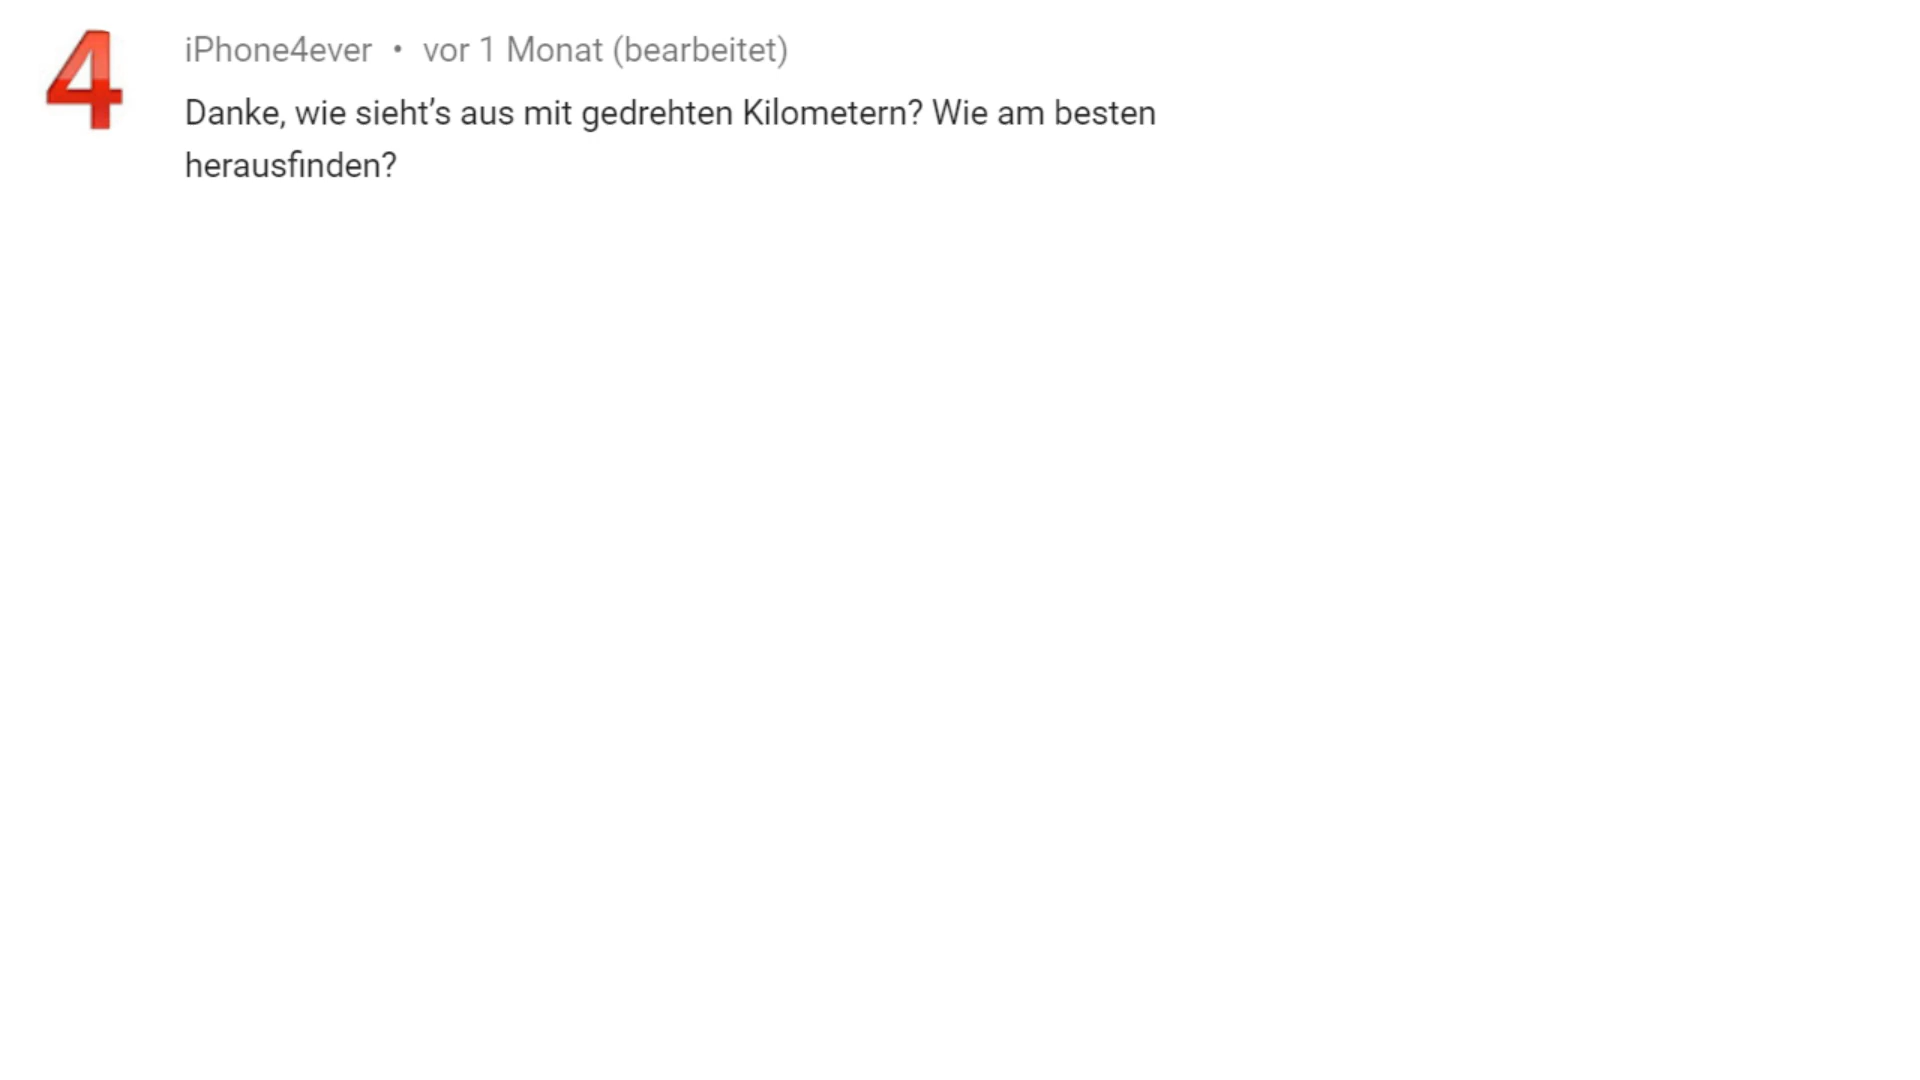 4
iPhone4ever • vor 1 Monat (bearbeitet)
Danke, wie sieht’s aus mit gedrehten Kilometern? Wie am besten
herausfinden?